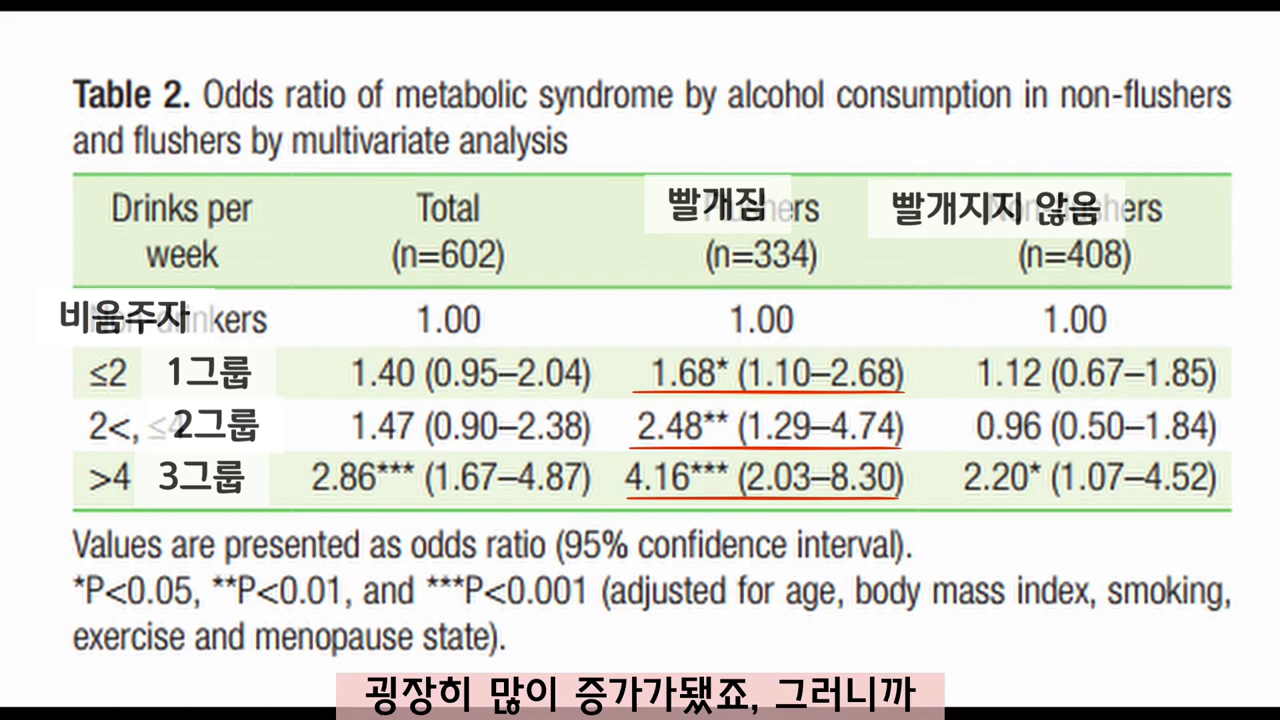 Table 2. Odds ratio of metabolic syndrome by alcohol consumption in non-flushers
and flushers by multivariate analysis
Drinks per week Total (n=602) 빨개짐 (n=334) 빨개지지 않음 (n=408)
비음주자 1.00 1.00 1.00
≤2 1그룹 1.40 (0.95–2.04) 1.68* (1.10–2.68) 1.12 (0.67–1.85)
2<, ≤4 2그룹 1.47 (0.90–2.38) 2.48** (1.29–4.74) 0.96 (0.50–1.84)
>4 3그룹 2.86*** (1.67–4.87) 4.16*** (2.03–8.30) 2.20* (1.07–4.52)
Values are presented as odds ratio (95% confidence interval).
*P<0.05, **P<0.01, and ***P<0.001 (adjusted for age, body mass index, smoking,
exercise and menopause state).
굉장히 많이 증가가됐죠, 그러니까